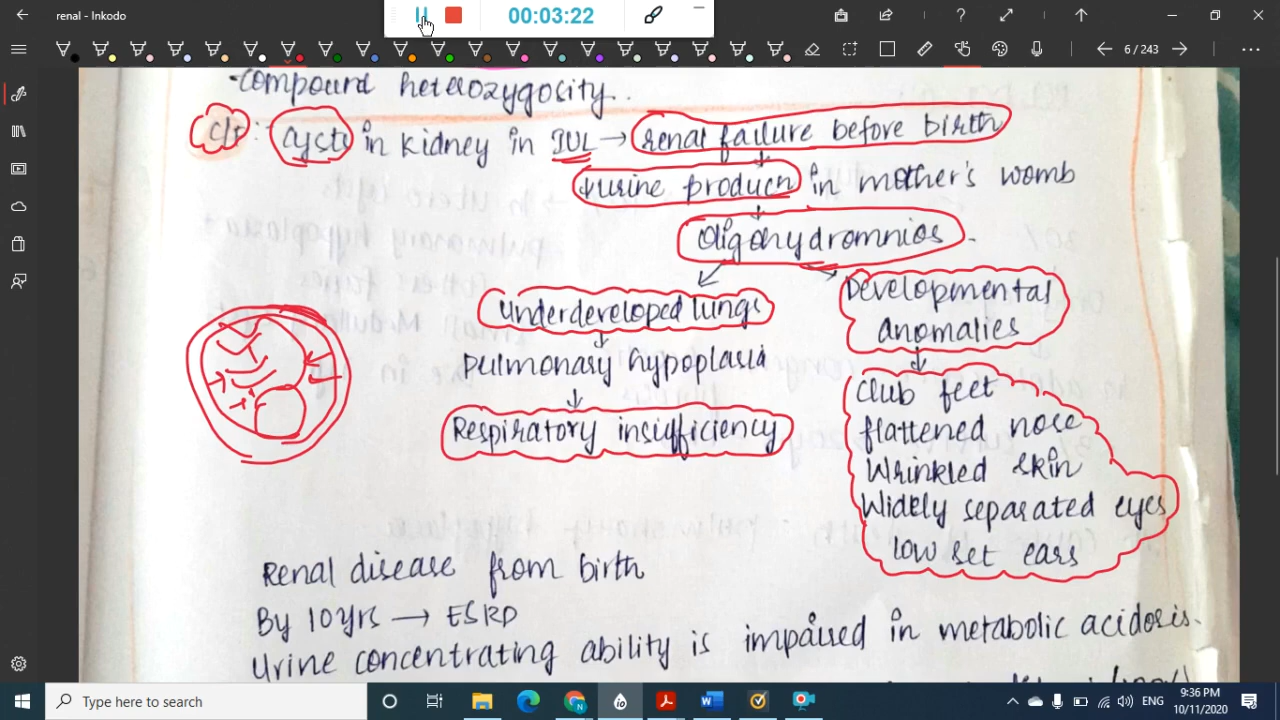 renal - Inkodo
00:03:22
6 / 243
-compound heterozygosity.
C/F:- Cysts in kidney in IUL → renal failure before birth
↓
↓urine producn in mother's womb
↓
Oligohydromnios.
Underdeveloped lungs
↓
Pulmonary hypoplasia
↓
Respiratory insufficiency
Developmental
anomalies
↓
Club feet
flattened nose
Wrinkled skin
Widely separated eyes
low set ears
Renal disease from birth
By 10yrs → ESRD
Urine concentrating ability is impaired in metabolic acidosis.
Type here to search
ENG
9:36 PM
10/11/2020